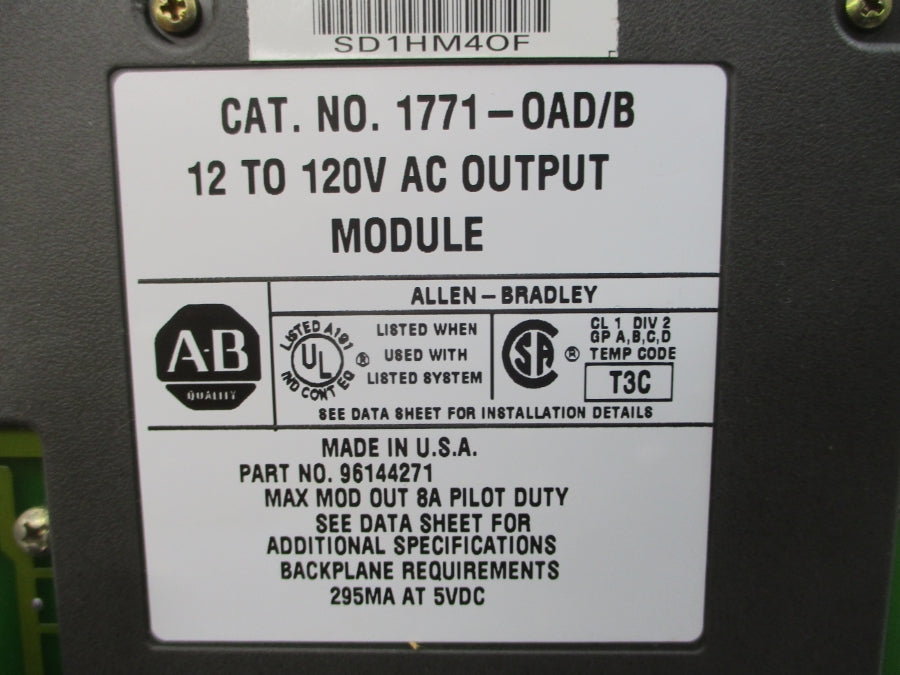 SD1HM40F
CAT. NO. 1771-OAD/B
12 TO 120V AC OUTPUT
MODULE
ALLEN-BRADLEY
A-B
QUALITY
LISTED A191
UL
®
IND CONT EQ
LISTED WHEN
USED WITH
LISTED SYSTEM
SA
®
CL 1 DIV 2
GP A,B,C,D
TEMP CODE
T3C
SEE DATA SHEET FOR INSTALLATION DETAILS
MADE IN U.S.A.
PART NO. 96144271
MAX MOD OUT 8A PILOT DUTY
SEE DATA SHEET FOR
ADDITIONAL SPECIFICATIONS
BACKPLANE REQUIREMENTS
295MA AT 5VDC